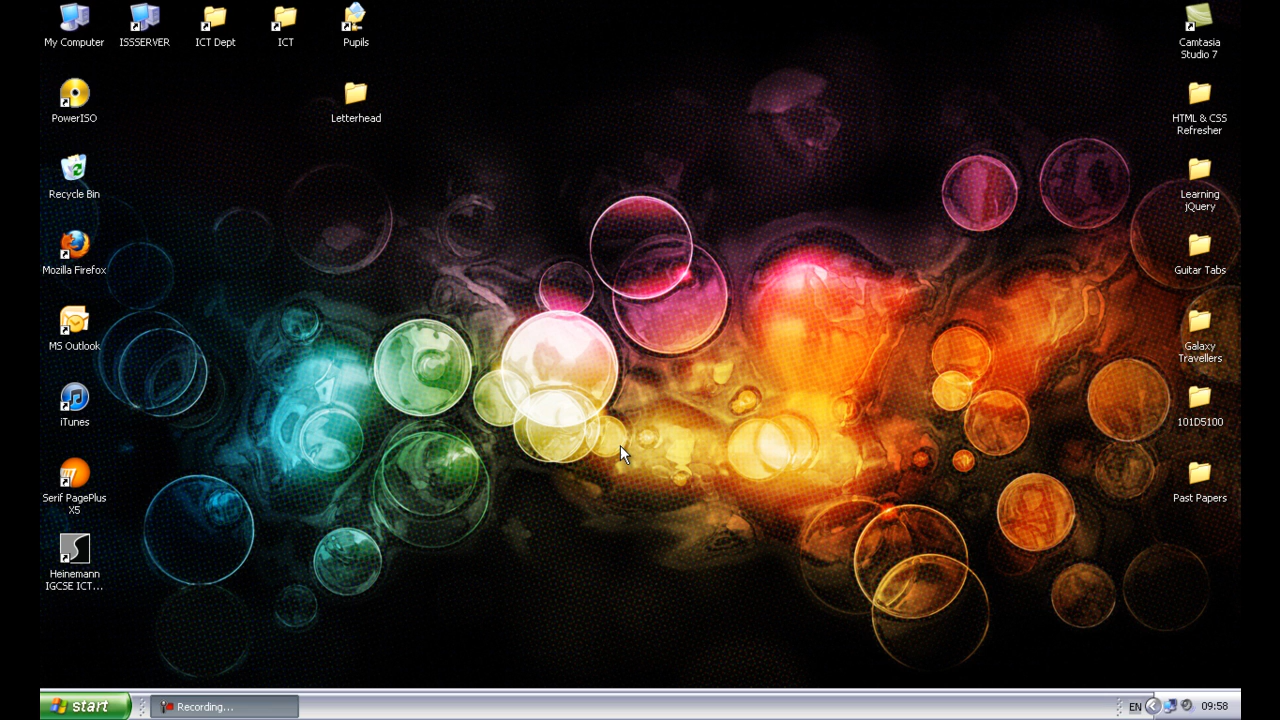 My Computer
ISSSERVER
ICT Dept
ICT
Pupils
Camtasia
Studio 7
PowerISO
Letterhead
HTML & CSS
Refresher
Recycle Bin
Learning
jQuery
Mozilla Firefox
Guitar Tabs
MS Outlook
Galaxy
Travellers
iTunes
101D5100
Serif PagePlus
X5
Past Papers
Heinemann
IGCSE ICT...
start
Recording...
EN
09:58